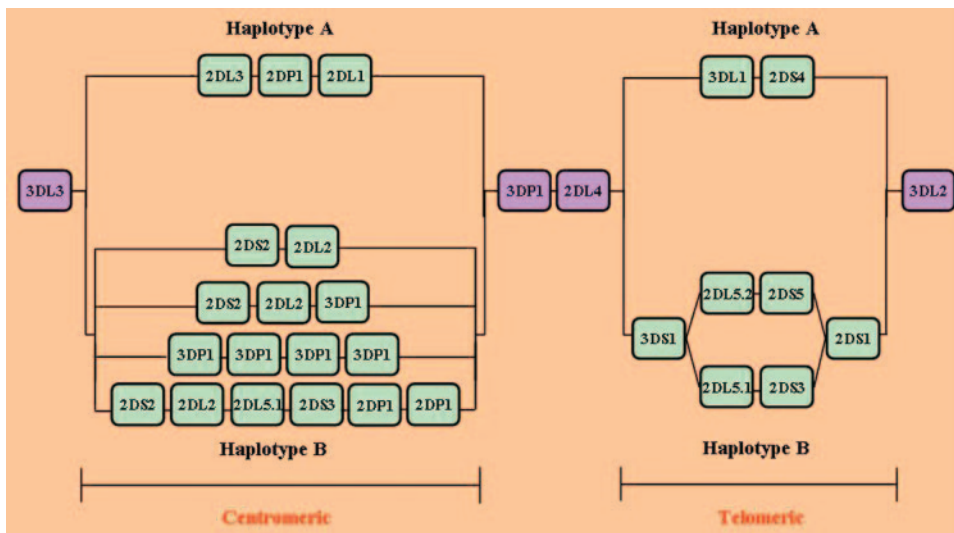 Haplotype A Haplotype A
2DL3 2DP1 2DL1 3DL1 2DS4
3DL3 3DP1 2DL4 3DL2
2DS2 2DL2
2DS2 2DL2 3DP1 2DL5.2 2DS5
3DS1 2DS1
3DP1 3DP1 3DP1 3DP1
2DL5.1 2DS3
2DS2 2DL2 2DL5.1 2DS3 2DP1 2DP1
Haplotype B Haplotype B
Centromeric Telomeric